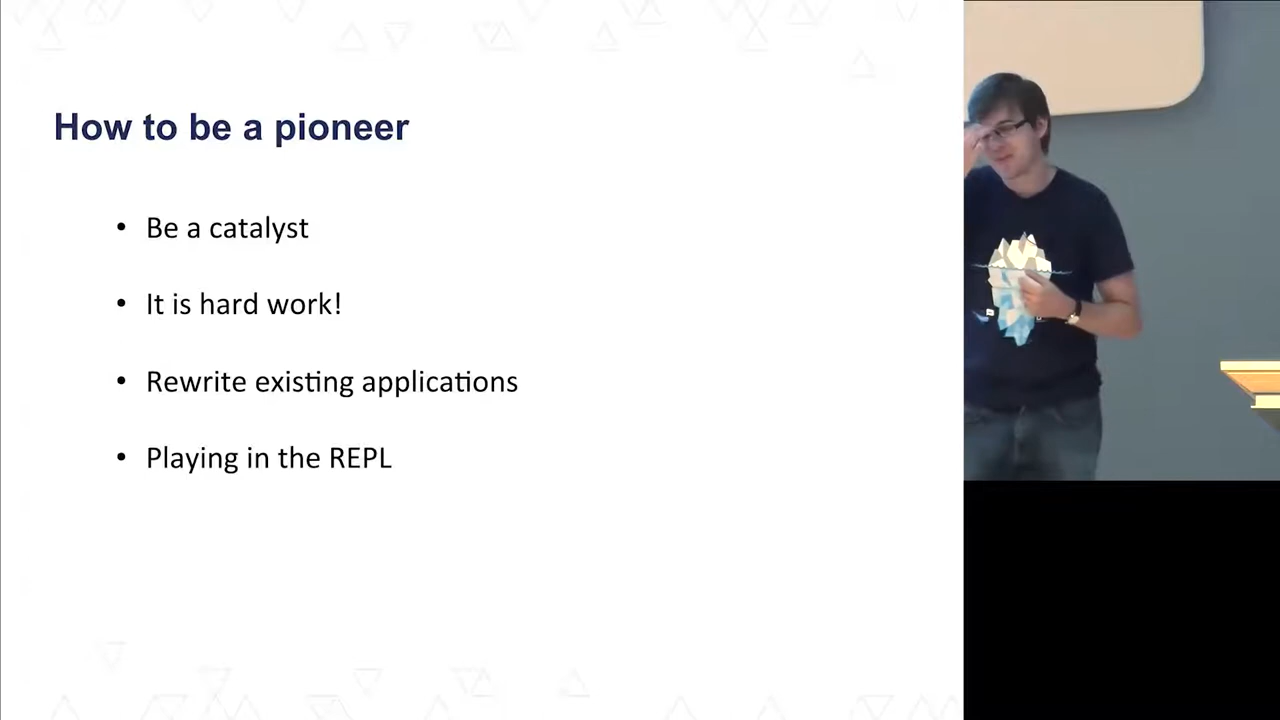 How to be a pioneer
• Be a catalyst
• It is hard work!
• Rewrite existing applications
• Playing in the REPL